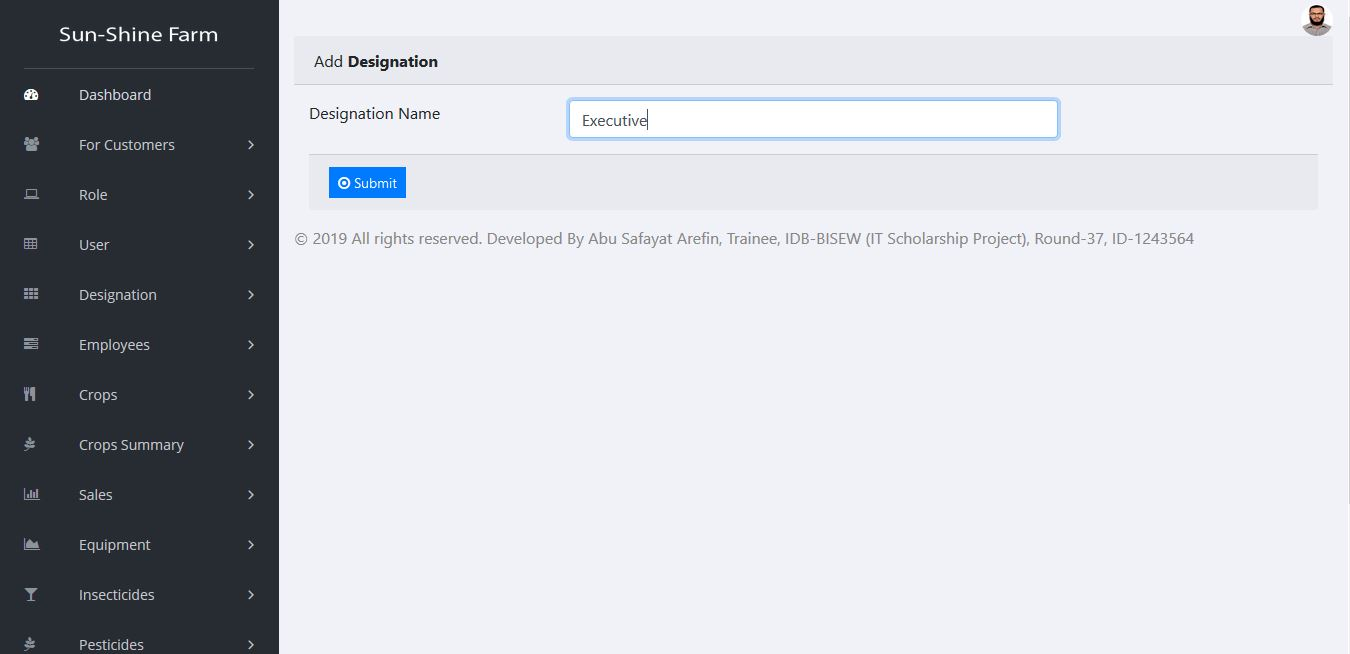 Sun-Shine Farm
Dashboard
For Customers
Role
User
Designation
Employees
Crops
Crops Summary
Sales
Equipment
Insecticides
Pesticides
Add Designation
Designation Name
Executive
Submit
© 2019 All rights reserved. Developed By Abu Safayat Arefin, Trainee, IDB-BISEW (IT Scholarship Project), Round-37, ID-1243564